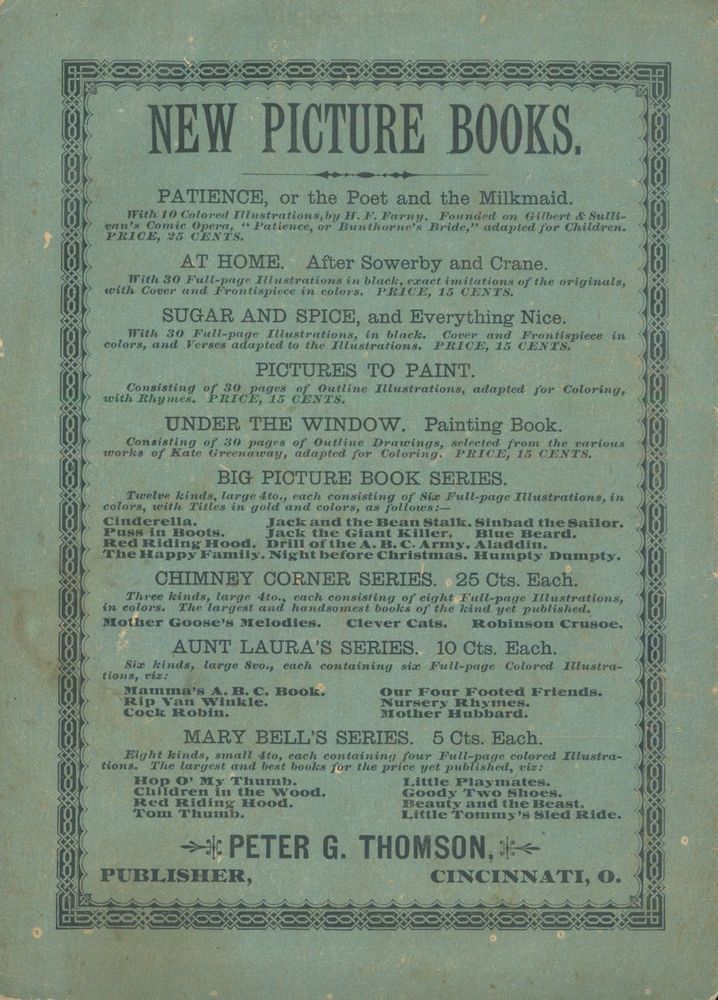 NEW PICTURE BOOKS.
PATIENCE, or the Poet and the Milkmaid.
With 10 Colored Illustrations, by H. F. Farny. Founded on Gilbert & Sulli-
van's Comic Opera, "Patience, or Bunthorne's Bride," adapted for Children.
PRICE, 25 CENTS.
AT HOME. After Sowerby and Crane.
With 30 Full-page Illustrations in black, exact imitations of the originals,
with Cover and Frontispiece in colors. PRICE, 15 CENTS.
SUGAR AND SPICE, and Everything Nice.
With 30 Full-page Illustrations, in black. Cover and Frontispiece in
colors, and Verses adapted to the Illustrations. PRICE, 15 CENTS.
PICTURES TO PAINT.
Consisting of 30 pages of Outline Illustrations, adapted for Coloring,
with Rhymes. PRICE, 15 CENTS.
UNDER THE WINDOW. Painting Book.
Consisting of 30 pages of Outline Drawings, selected from the various
works of Kate Greenaway, adapted for Coloring. PRICE, 15 CENTS.
BIG PICTURE BOOK SERIES.
Twelve kinds, large 4to., each consisting of Six Full-page Illustrations, in
colors, with Titles in gold and colors, as follows:—
Cinderella. Jack and the Bean Stalk. Sinbad the Sailor.
Puss in Boots. Jack the Giant Killer. Blue Beard.
Red Riding Hood. Drill of the A. B. C. Army. Aladdin.
The Happy Family. Night before Christmas. Humpty Dumpty.
CHIMNEY CORNER SERIES. 25 Cts. Each.
Three kinds, large 4to., each consisting of eight Full-page Illustrations,
in colors. The largest and handsomest books of the kind yet published.
Mother Goose's Melodies. Clever Cats. Robinson Crusoe.
AUNT LAURA'S SERIES. 10 Cts. Each.
Six kinds, large 8vo., each containing six Full-page Colored Illustra-
tions, viz:
Mamma's A. B. C. Book. Our Four Footed Friends.
Rip Van Winkle. Nursery Rhymes.
Cock Robin. Mother Hubbard.
MARY BELL'S SERIES. 5 Cts. Each.
Eight kinds, small 4to, each containing four Full-page colored Illustra-
tions. The largest and best books for the price yet published, viz:
Hop O' My Thumb. Little Playmates.
Children in the Wood. Goody Two Shoes.
Red Riding Hood. Beauty and the Beast.
Tom Thumb. Little Tommy's Sled Ride.
PETER G. THOMSON,
PUBLISHER, CINCINNATI, O.